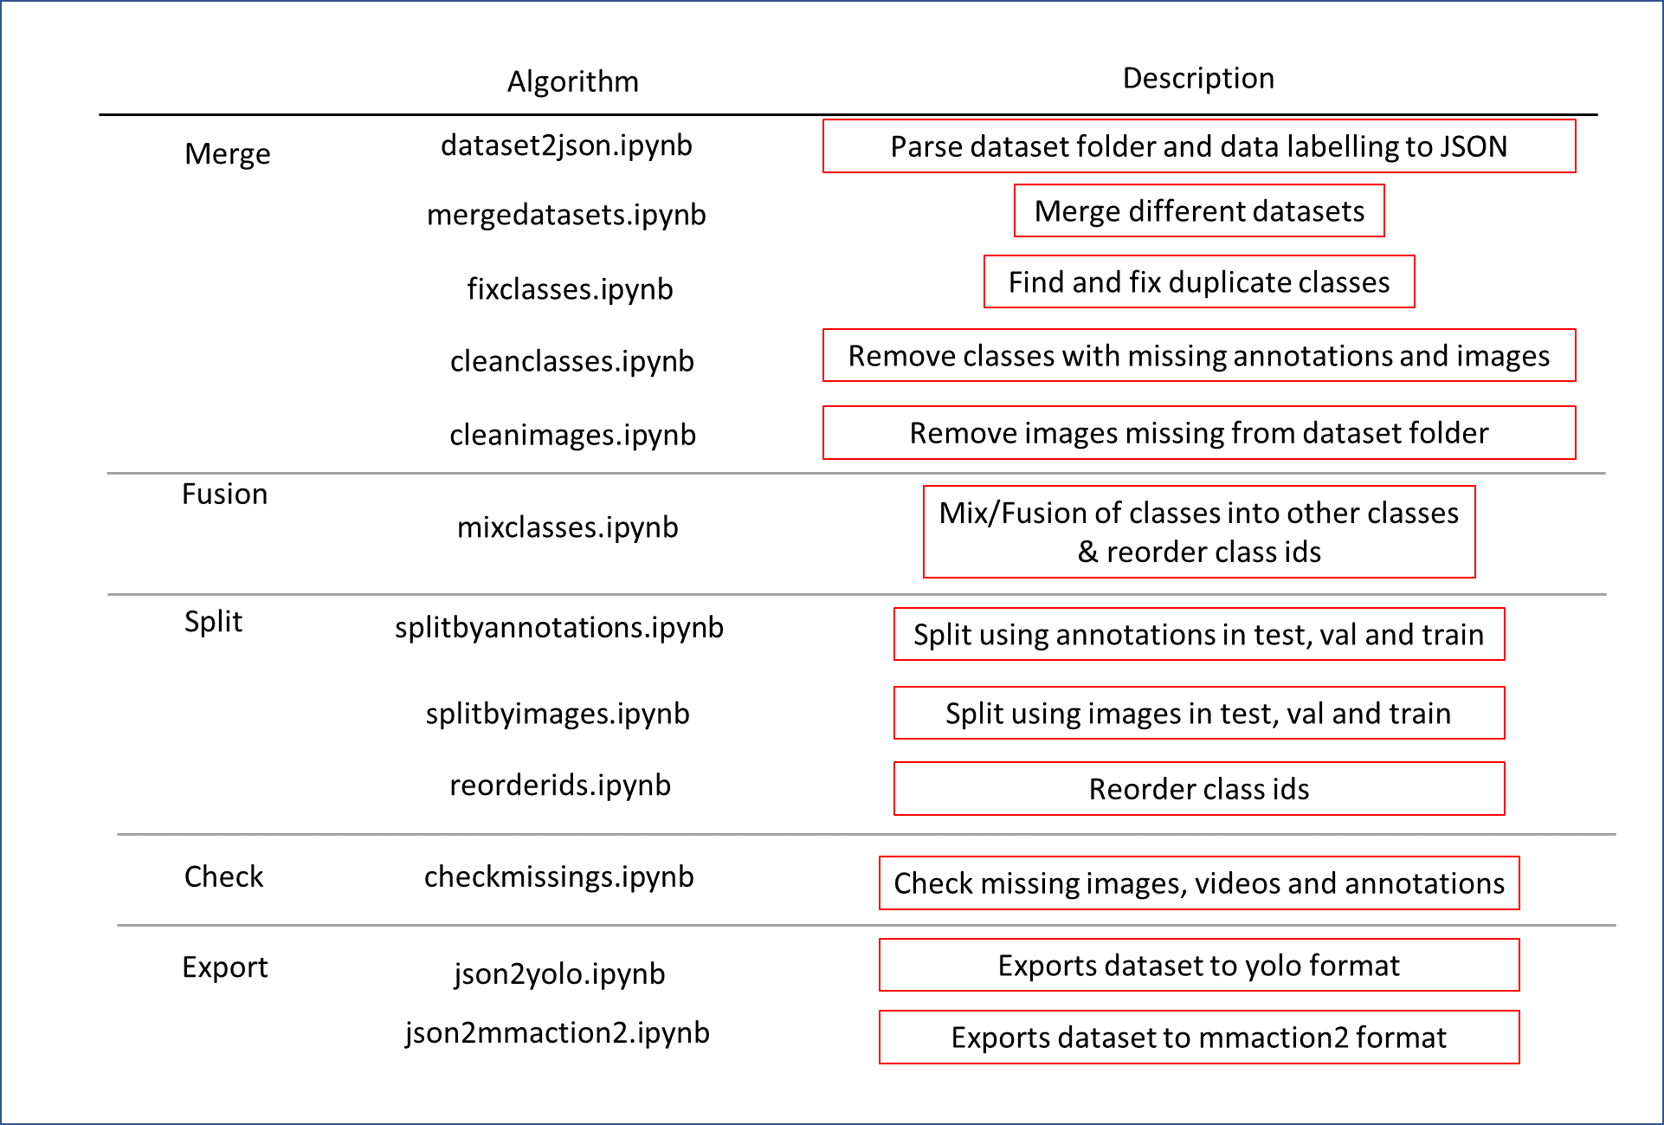 Algorithm Description
Merge dataset2json.ipynb Parse dataset folder and data labelling to JSON
mergedatasets.ipynb Merge different datasets
fixclasses.ipynb Find and fix duplicate classes
cleanclasses.ipynb Remove classes with missing annotations and images
cleanimages.ipynb Remove images missing from dataset folder
Fusion
mixclasses.ipynb Mix/Fusion of classes into other classes
& reorder class ids
Split splitbyannotations.ipynb Split using annotations in test, val and train
splitbyimages.ipynb Split using images in test, val and train
reorderids.ipynb Reorder class ids
Check checkmissings.ipynb Check missing images, videos and annotations
Export json2yolo.ipynb Exports dataset to yolo format
json2mmaction2.ipynb Exports dataset to mmaction2 format